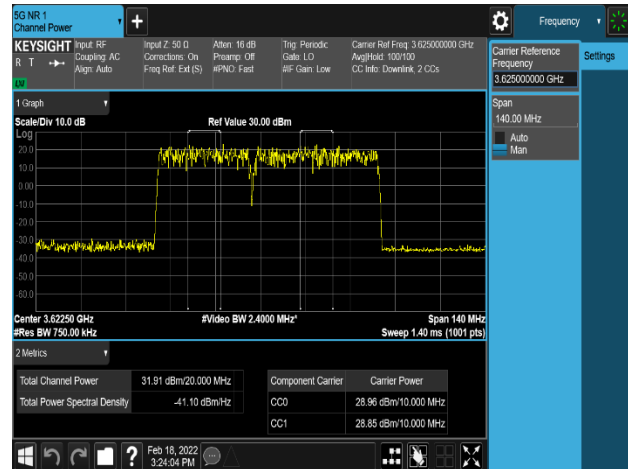 5G NR 1
Channel Power
Frequency
KEYSIGHT
R T
LXI
Input: RF
Coupling: AC
Align: Auto
Input Z: 50 Ω
Corrections: On
Freq Ref: Ext (S)
Atten: 16 dB
Preamp: Off
#PNO: Fast
Trig: Periodic
Gate: LO
#IF Gain: Low
Carrier Ref Freq: 3.625000000 GHz
Avg|Hold: 100/100
CC Info: Downlink, 2 CCs
Carrier Reference
Frequency
3.625000000 GHz
Settings
Span
140.00 MHz
Auto
Man
1 Graph
Scale/Div 10.0 dB
Ref Value 30.00 dBm
Log
20.0
10.0
0.00
-10.0
-20.0
-30.0
-40.0
-50.0
-60.0
Center 3.62250 GHz
#Video BW 2.4000 MHz*
Span 140 MHz
#Res BW 750.00 kHz
Sweep 1.40 ms (1001 pts)
2 Metrics
Total Channel Power 31.91 dBm/20.000 MHz
Total Power Spectral Density -41.10 dBm/Hz
Component Carrier Carrier Power
CC0 28.96 dBm/10.000 MHz
CC1 28.85 dBm/10.000 MHz
?
Feb 18, 2022
3:24:04 PM